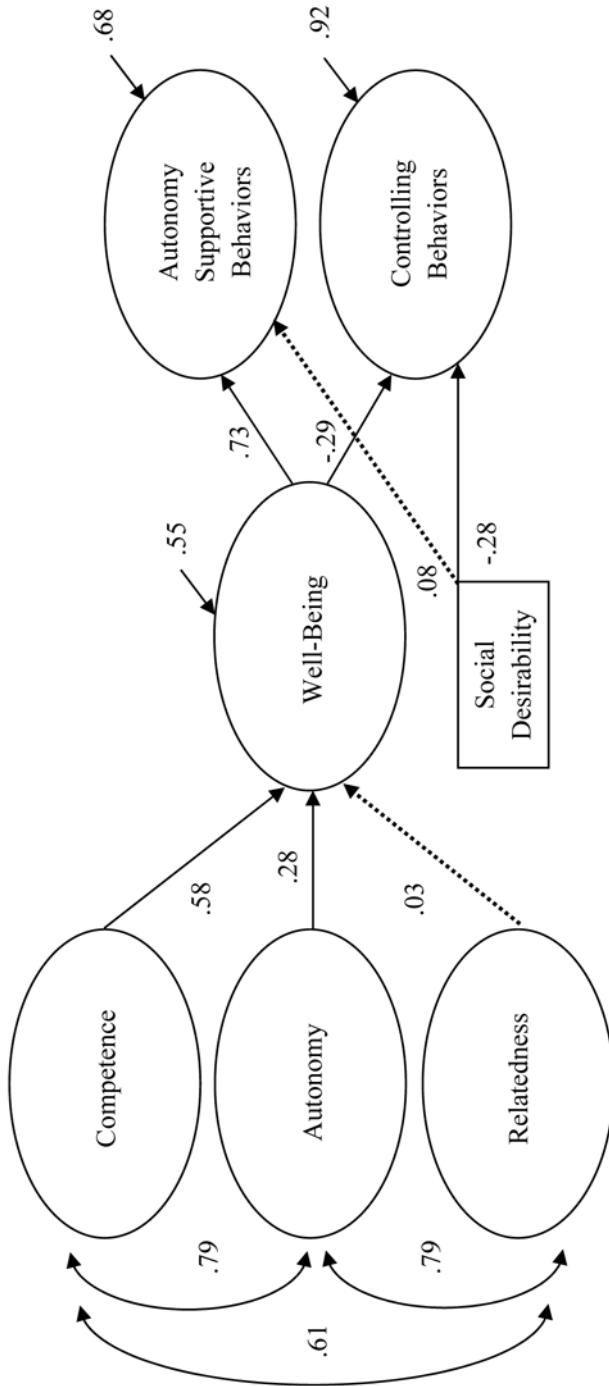 Competence
Autonomy
Relatedness
.79
.79
.61
.58
.28
.03
Well-Being
.55
Social
Desirability
.73
-.29
.08
-.28
Autonomy
Supportive
Behaviors
.68
Controlling
Behaviors
.92